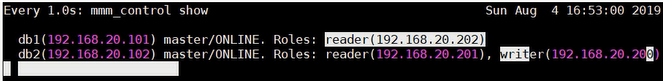 Every 1.0s: mmm_control show Sun Aug 4 16:53:00 2019
db1(192.168.20.101) master/ONLINE. Roles: reader(192.168.20.202)
db2(192.168.20.102) master/ONLINE. Roles: reader(192.168.20.201), writer(192.168.20.200)